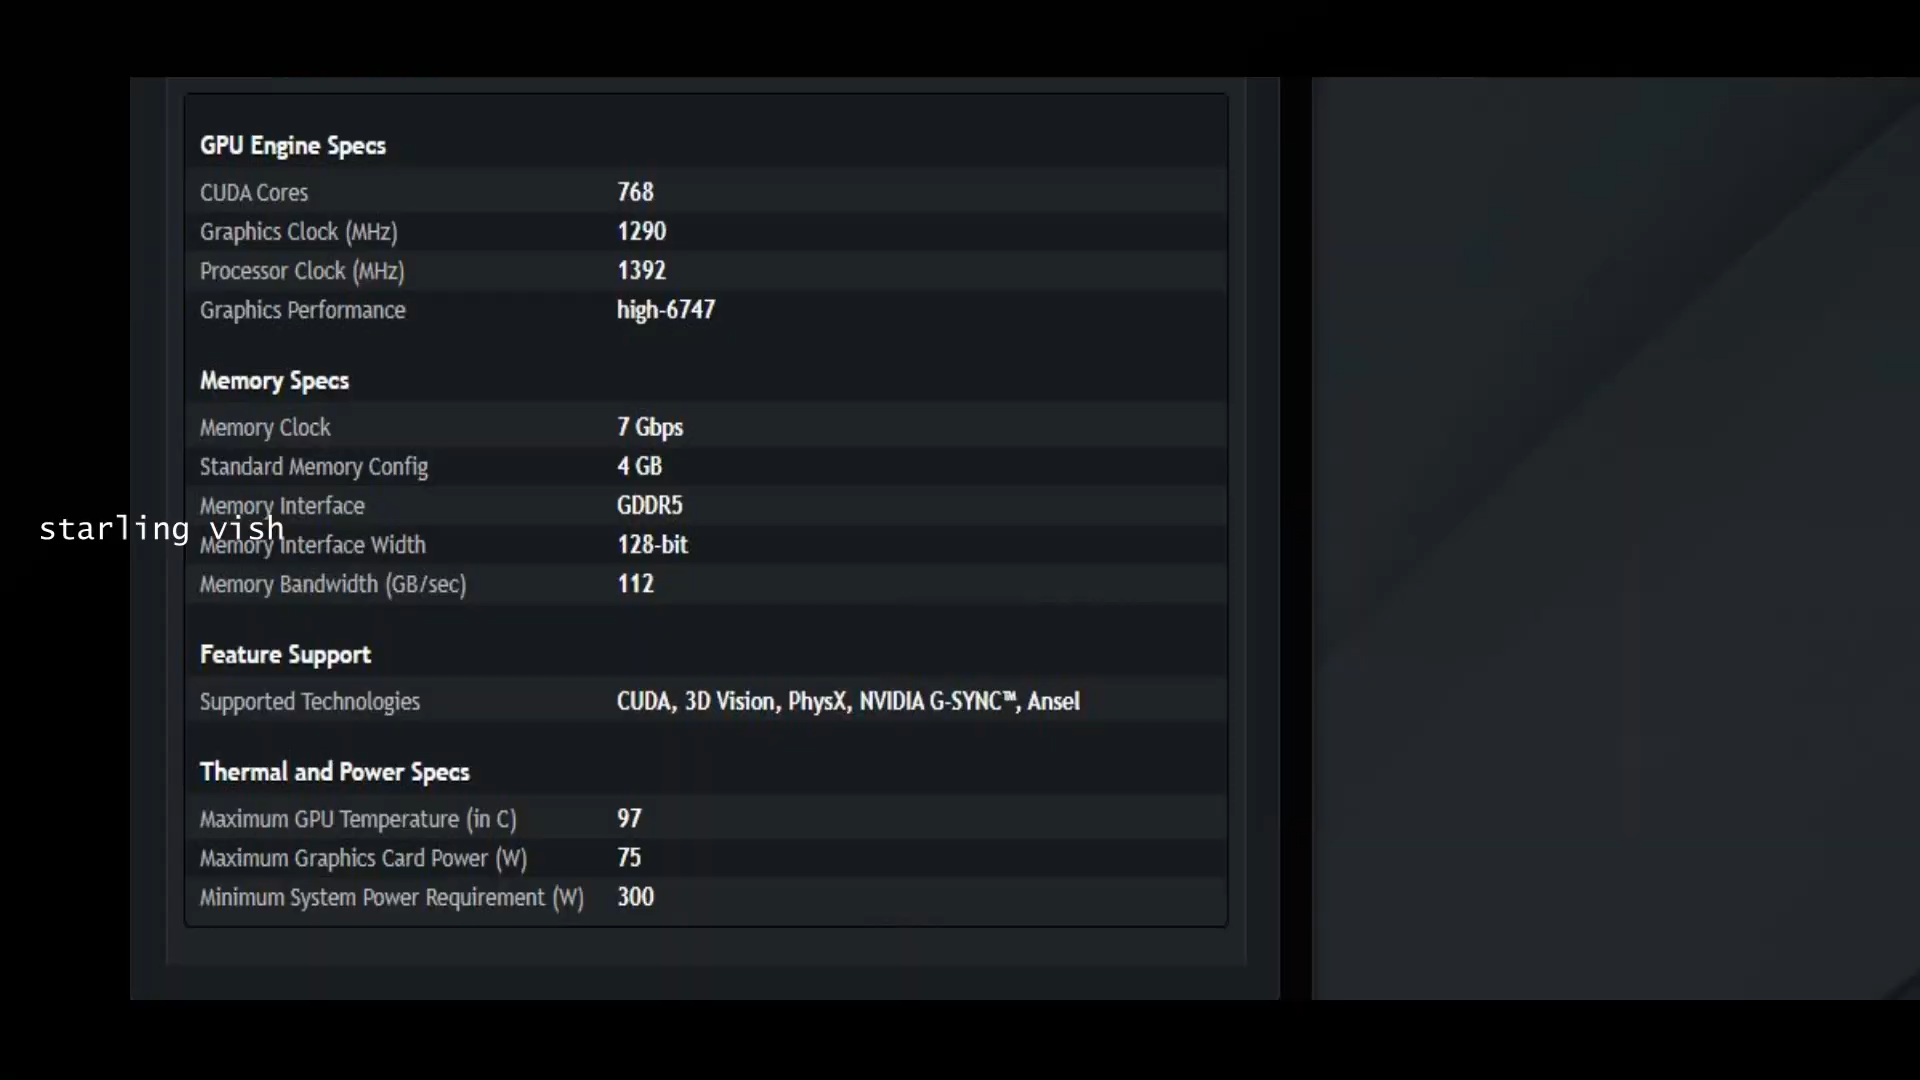 GPU Engine Specs
CUDA Cores 768
Graphics Clock (MHz) 1290
Processor Clock (MHz) 1392
Graphics Performance high-6747
Memory Specs
Memory Clock 7 Gbps
Standard Memory Config 4 GB
Memory Interface GDDR5
starling vish
Memory Interface Width 128-bit
Memory Bandwidth (GB/sec) 112
Feature Support
Supported Technologies CUDA, 3D Vision, PhysX, NVIDIA G-SYNC™, Ansel
Thermal and Power Specs
Maximum GPU Temperature (in C) 97
Maximum Graphics Card Power (W) 75
Minimum System Power Requirement (W) 300